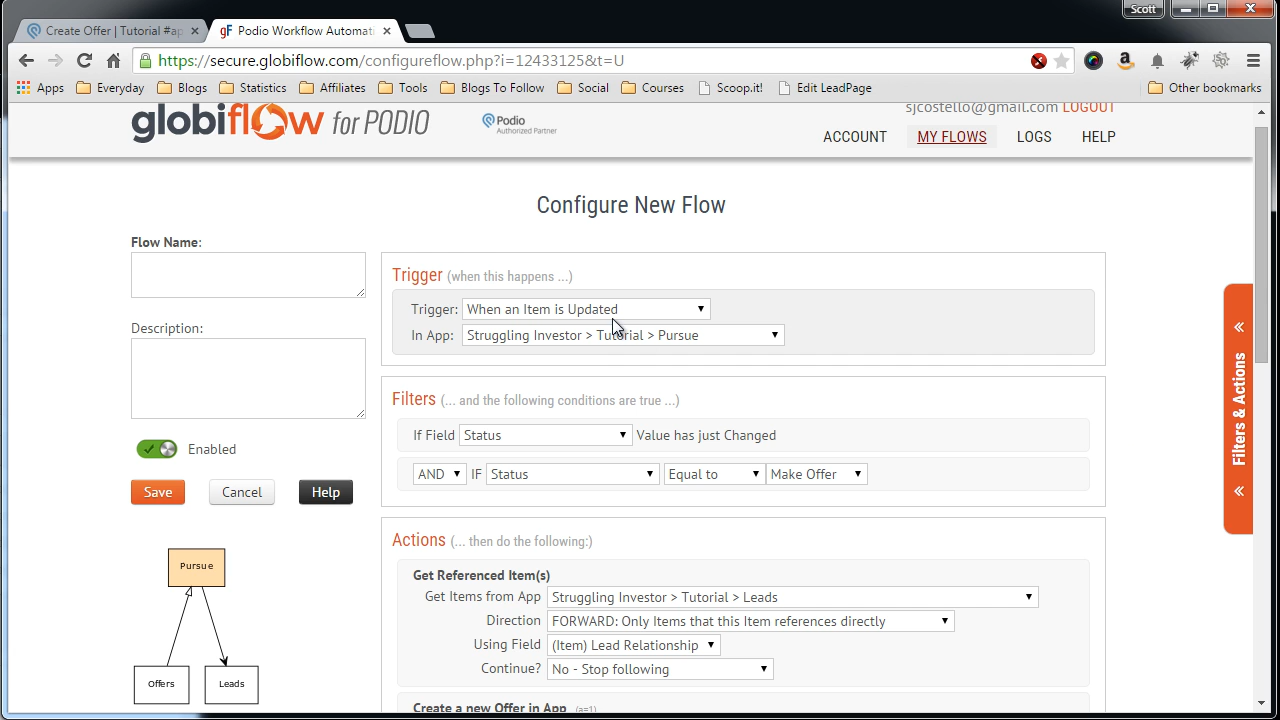 Scott
Create Offer | Tutorial #ap
Podio Workflow Automati
https://secure.globiflow.com/configureflow.php?i=12433125&t=U
Apps Everyday Blogs Statistics Affiliates Tools Blogs To Follow Social Courses Scoop.it! Edit LeadPage Other bookmarks
sjcostello@gmail.com LOGOUT
globiflow for PODIO
Podio
Authorized Partner
ACCOUNT MY FLOWS LOGS HELP
Configure New Flow
Flow Name:
Description:
Enabled
Save Cancel Help
Pursue
Offers Leads
Trigger (when this happens ...)
Trigger: When an Item is Updated
In App: Struggling Investor > Tutorial > Pursue
Filters (... and the following conditions are true ...)
If Field Status Value has just Changed
AND IF Status Equal to Make Offer
Actions (... then do the following:)
Get Referenced Item(s)
Get Items from App Struggling Investor > Tutorial > Leads
Direction FORWARD: Only Items that this Item references directly
Using Field (Item) Lead Relationship
Continue? No - Stop following
Create a new Offer in App (a=1)
Filters & Actions